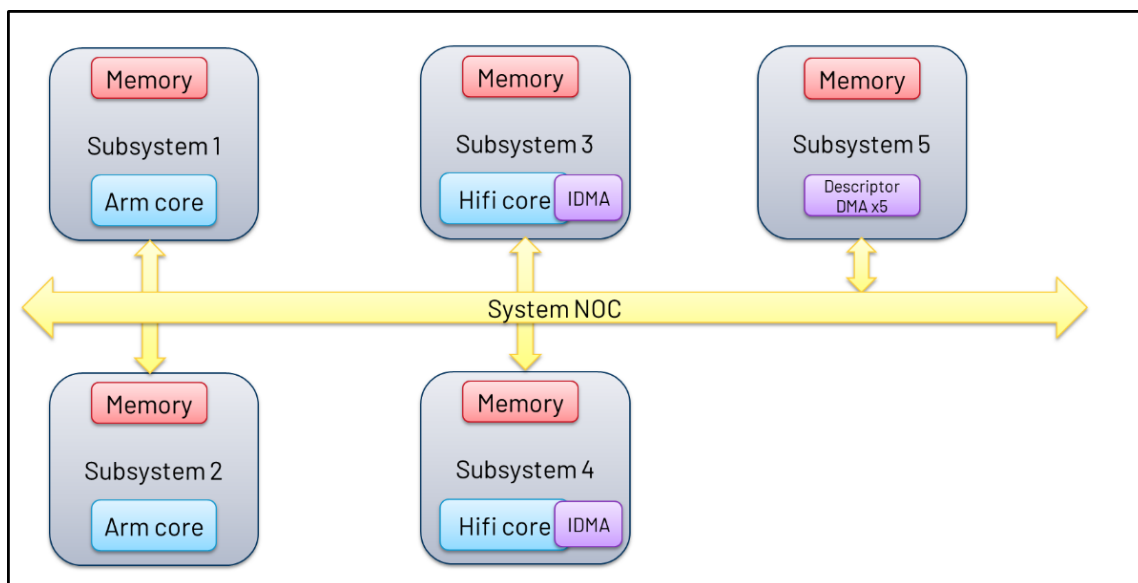 Memory
Subsystem 1
Arm core
Memory
Subsystem 3
Hifi core
IDMA
Memory
Subsystem 5
Descriptor
DMA x5
System NOC
Memory
Subsystem 2
Arm core
Memory
Subsystem 4
Hifi core
IDMA